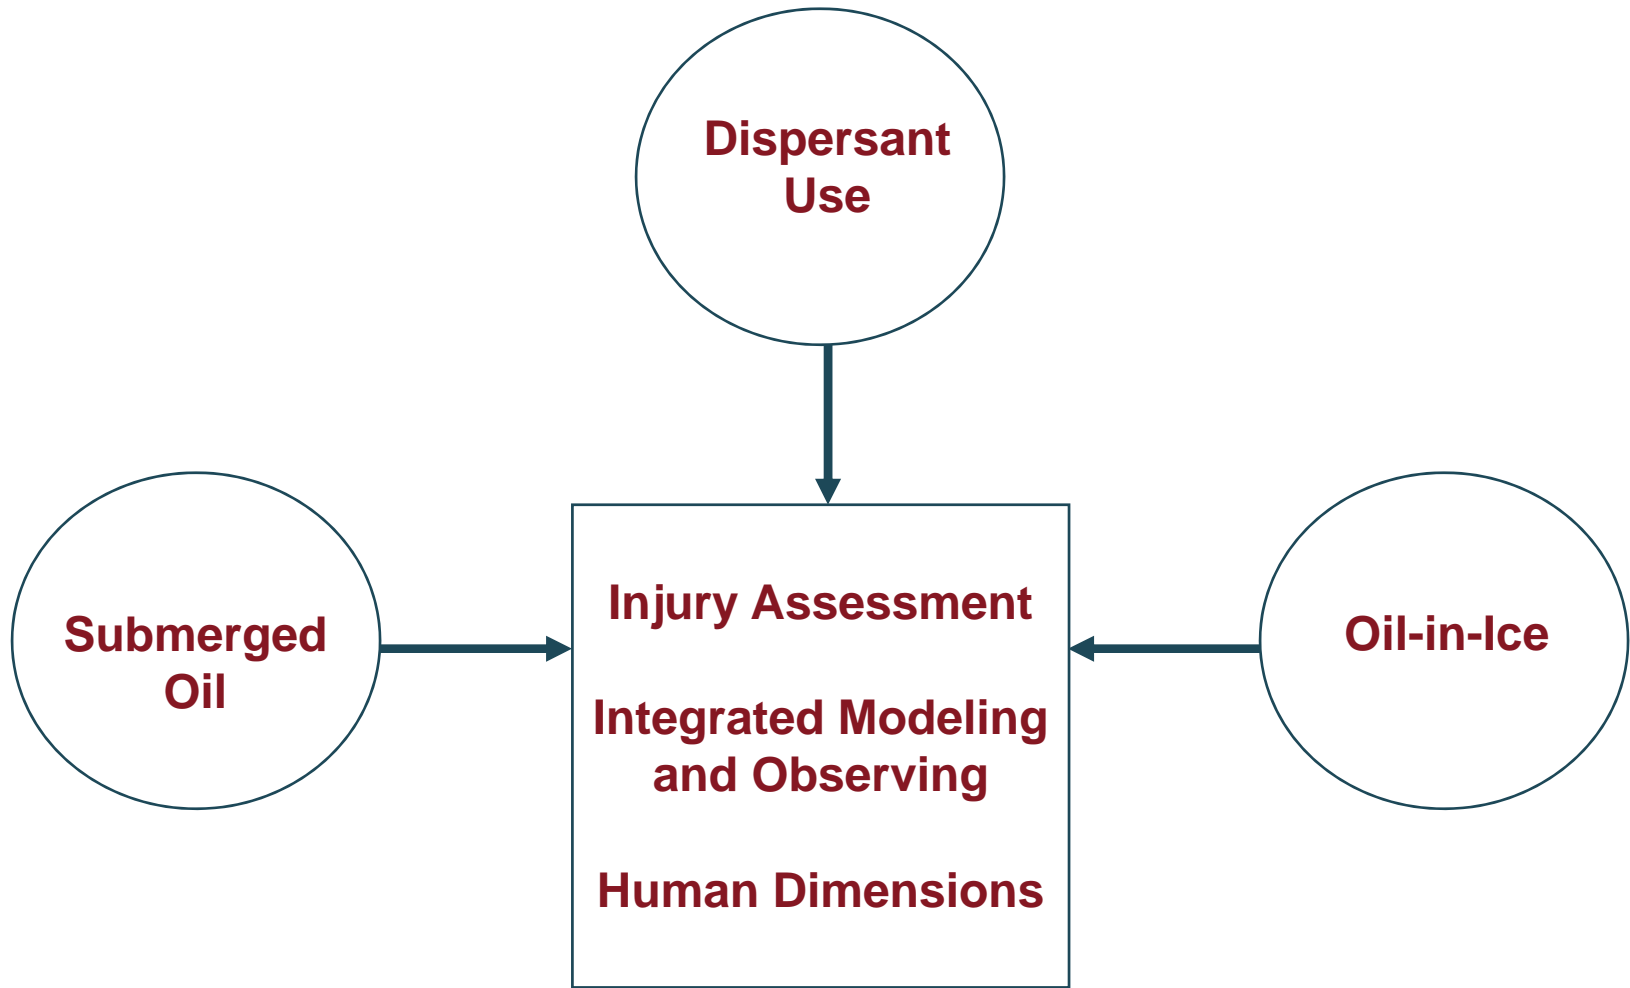 Dispersant
Use
Submerged
Oil
Injury Assessment
Integrated Modeling
and Observing
Human Dimensions
Oil-in-Ice